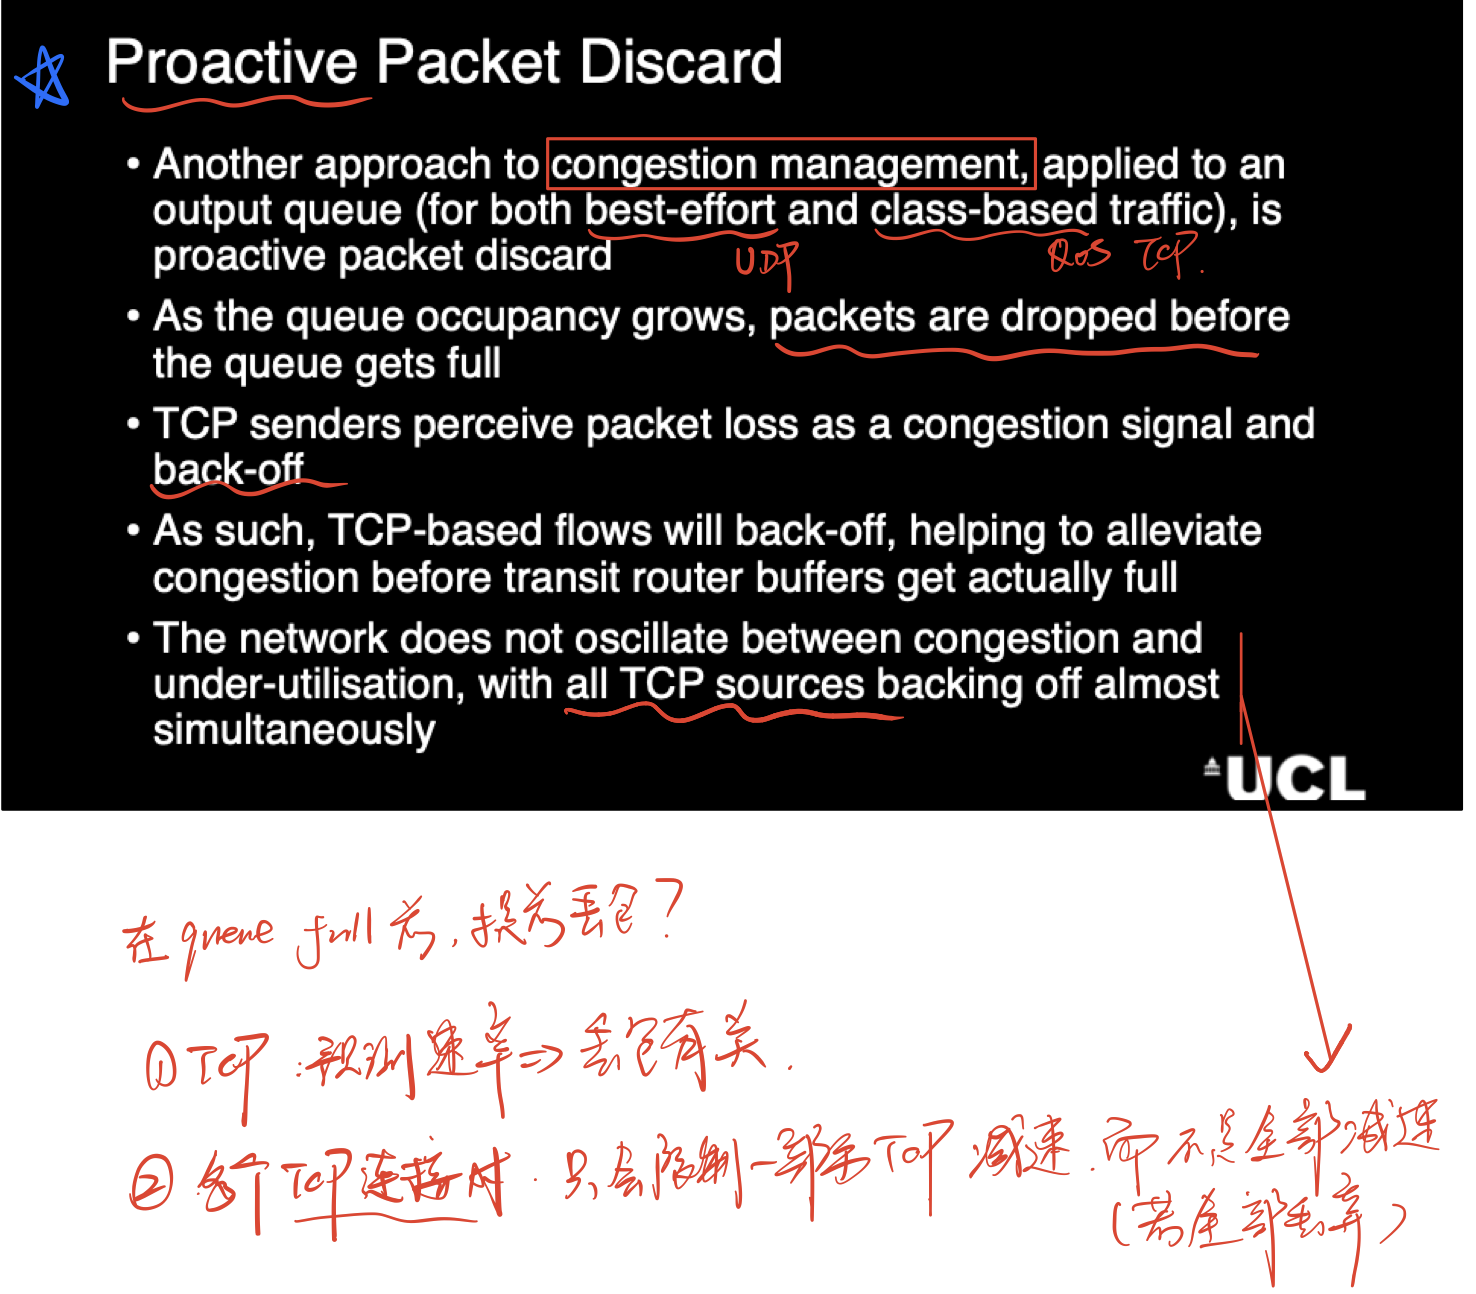 Proactive Packet Discard
• Another approach to congestion management, applied to an
output queue (for both best-effort and class-based traffic), is
proactive packet discard
UDP QoS TCP.
• As the queue occupancy grows, packets are dropped before
the queue gets full
• TCP senders perceive packet loss as a congestion signal and
back-off
• As such, TCP-based flows will back-off, helping to alleviate
congestion before transit router buffers get actually full
• The network does not oscillate between congestion and
under-utilisation, with all TCP sources backing off almost
simultaneously
UCL
在 queue full 前, 提前丢包?
① TCP: 预测速率 => 丢包有关.
② 多个 TCP 连接时. 只会限制一部分 TCP 减速. 而不是全部减速
(若全部丢弃)